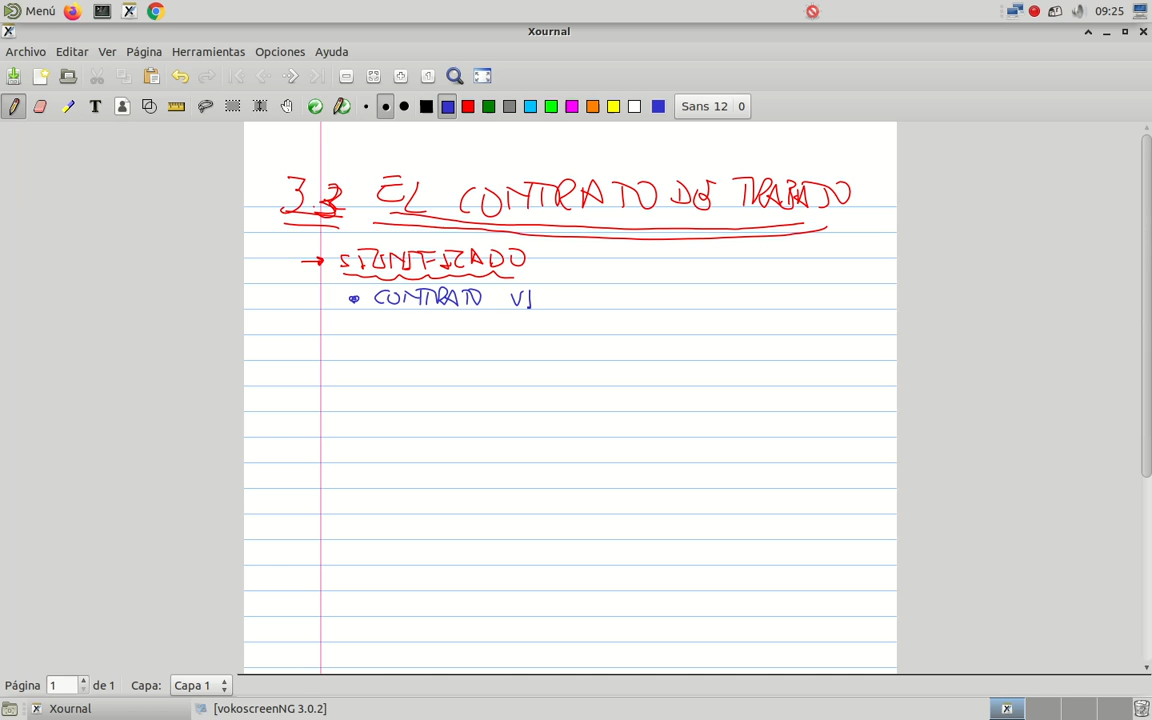 Menú 09:25
Xournal
Archivo Editar Ver Página Herramientas Opciones Ayuda
T Sans 12 0
3.3 EL CONTRATO DE TRABAJO
→ SIGNIFICADO
• CONTRATO VI
Página 1 de 1 Capa: Capa 1
Xournal [vokoscreenNG 3.0.2]